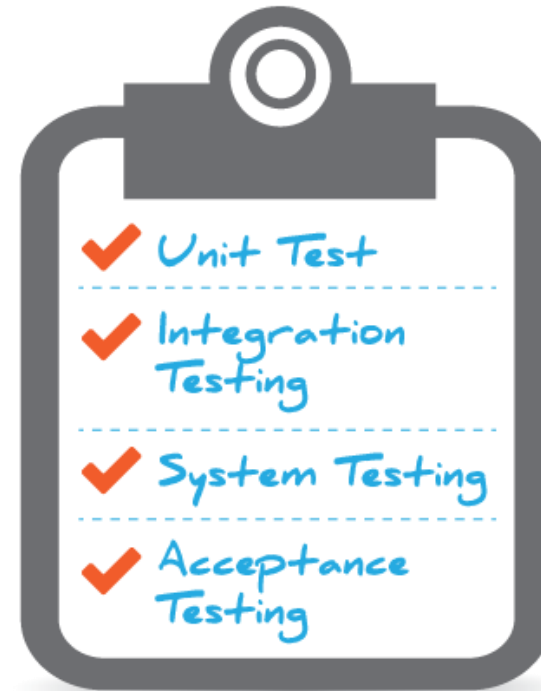 Unit Test
Integration
Testing
System Testing
Acceptance
Testing